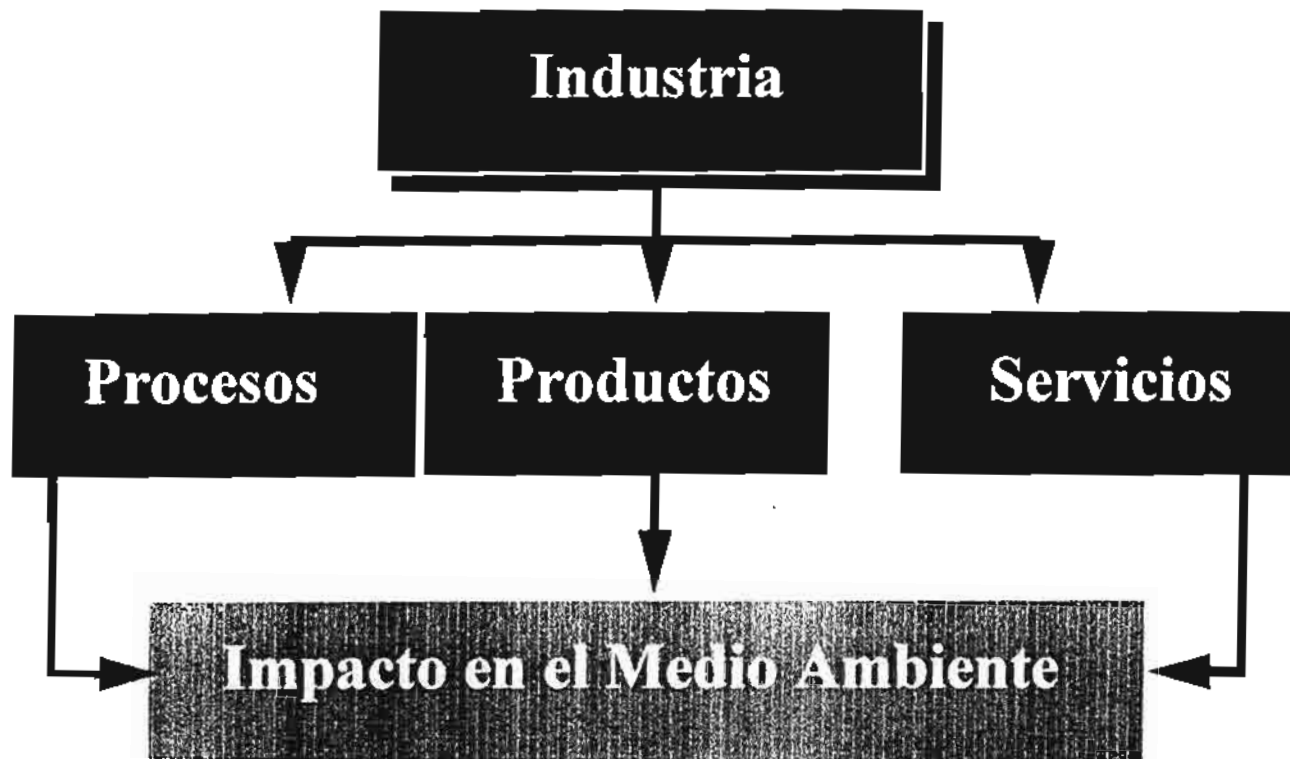 Industria
Procesos
Productos
Servicios
Impacto en el Medio Ambiente